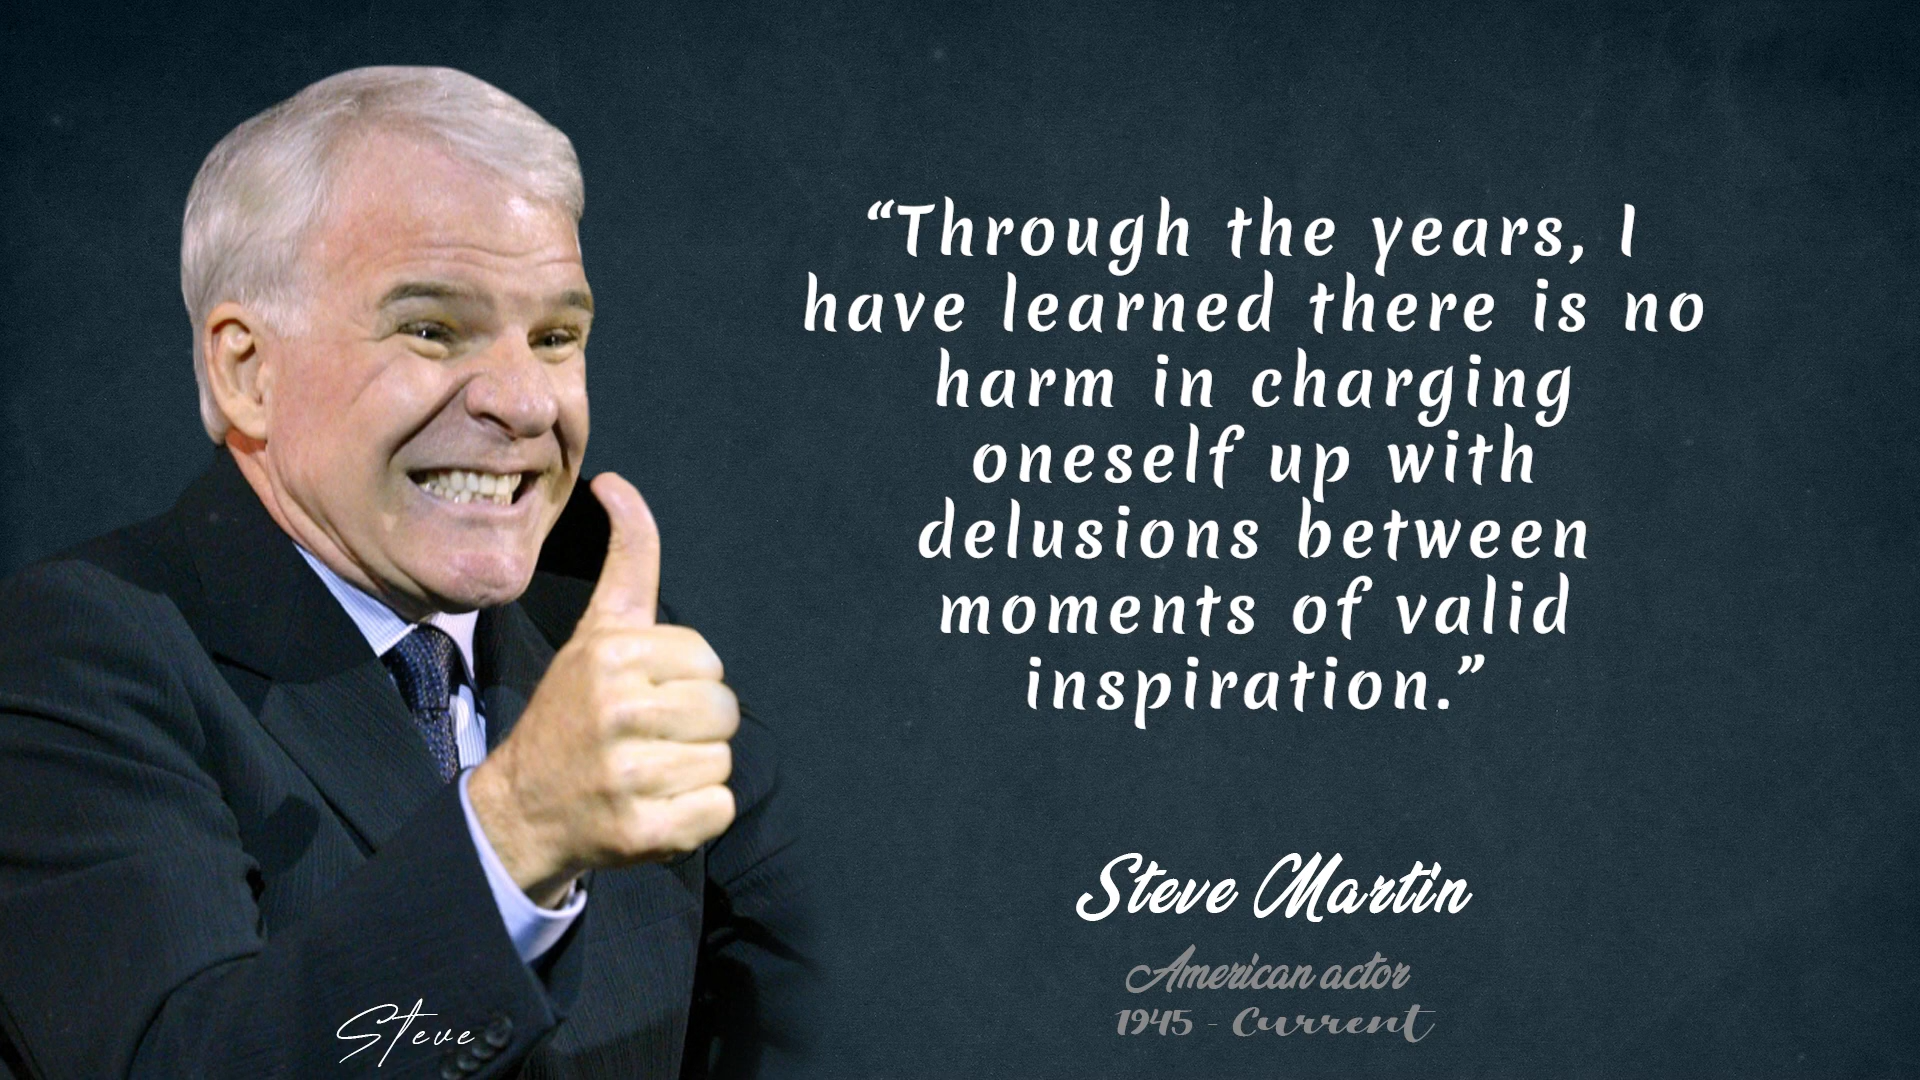 “Through the years, I
have learned there is no
harm in charging
oneself up with
delusions between
moments of valid
inspiration.”
Steve Martin
American actor
1945 - Current
Steve